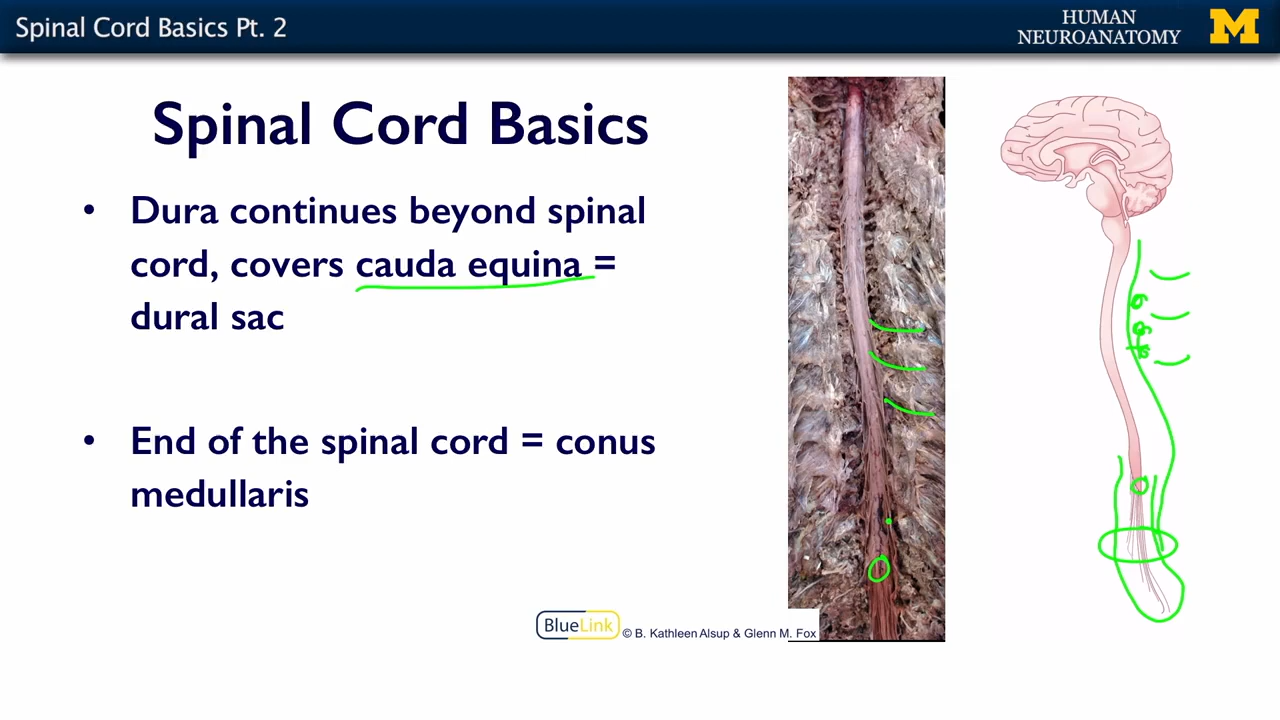 Spinal Cord Basics Pt. 2
HUMAN
NEUROANATOMY
M
Spinal Cord Basics
• Dura continues beyond spinal
cord, covers cauda equina =
dural sac
• End of the spinal cord = conus
medullaris
BlueLink
© B. Kathleen Alsup & Glenn M. Fox